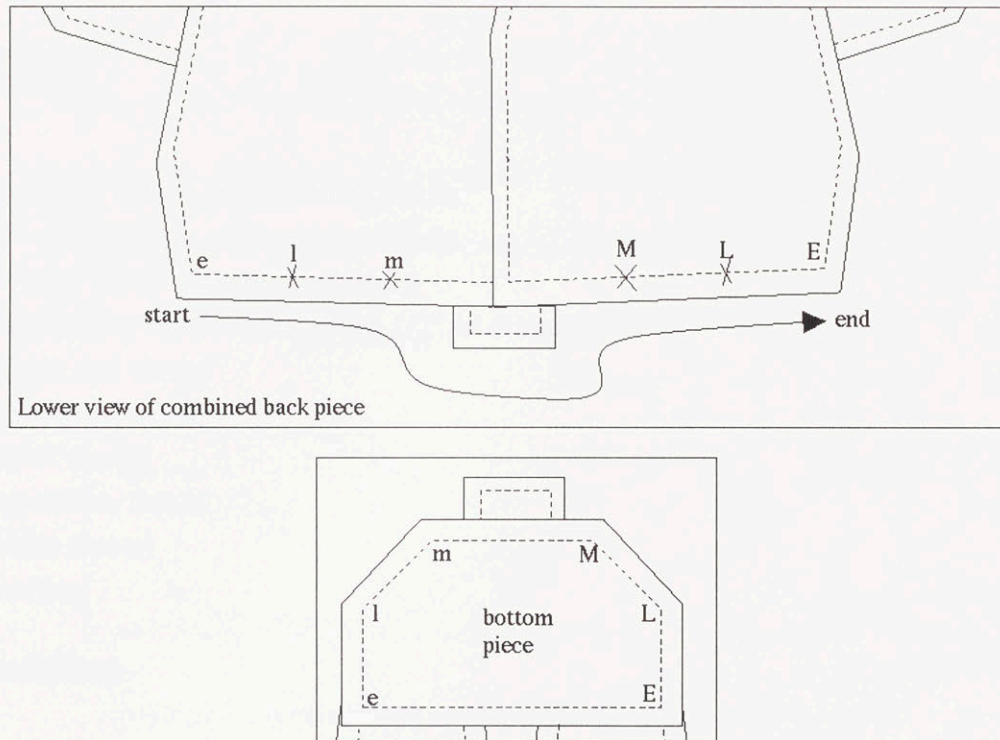 e l m M L E
start end
Lower view of combined back piece
m M
l L
bottom
piece
e E